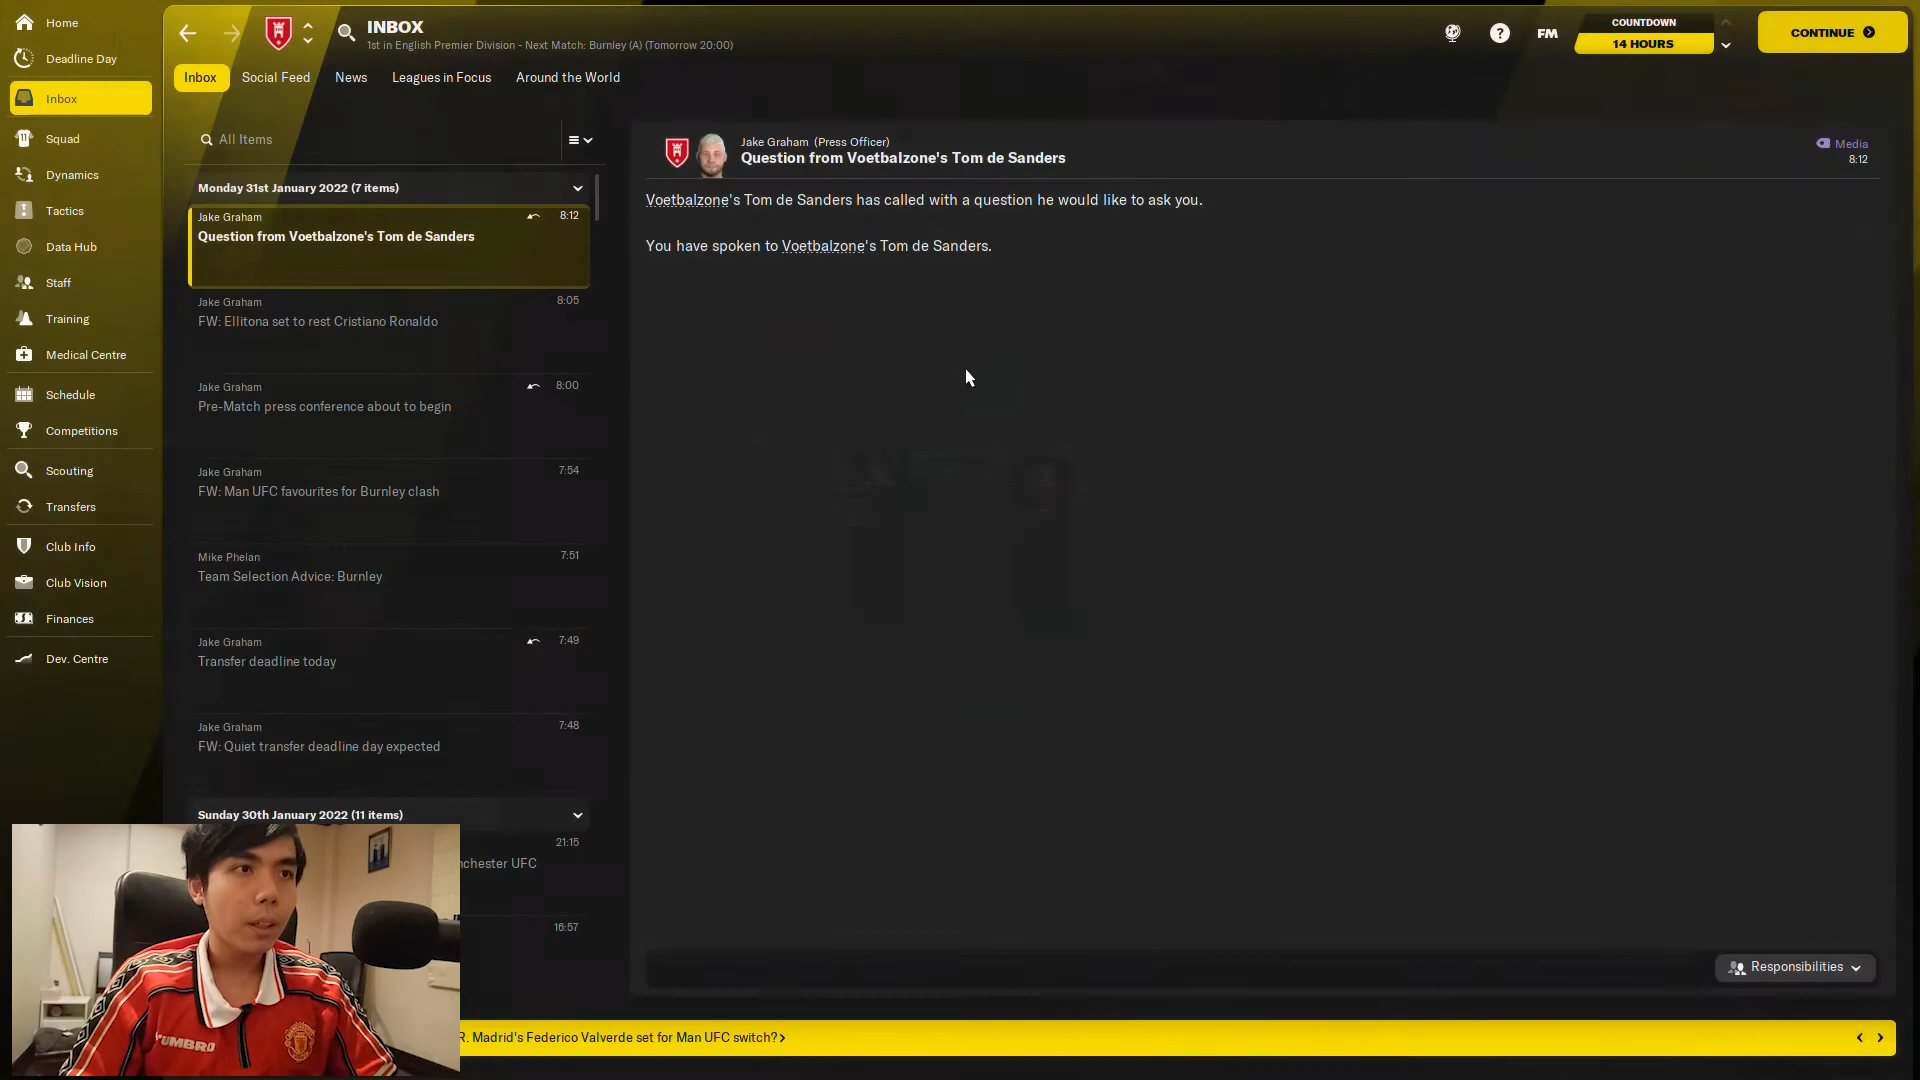 Home
Deadline Day
Inbox
Squad
Dynamics
Tactics
Data Hub
Staff
Training
Medical Centre
Schedule
Competitions
Scouting
Transfers
Club Info
Club Vision
Finances
Dev. Centre
INBOX
1st in English Premier Division - Next Match: Burnley (A) (Tomorrow 20:00)
?
FM
COUNTDOWN
14 HOURS
CONTINUE
Inbox
Social Feed
News
Leagues in Focus
Around the World
All Items
Monday 31st January 2022 (7 items)
Jake Graham
8:12
Question from Voetbalzone's Tom de Sanders
Jake Graham
8:05
FW: Ellitona set to rest Cristiano Ronaldo
Jake Graham
8:00
Pre-Match press conference about to begin
Jake Graham
7:54
FW: Man UFC favourites for Burnley clash
Mike Phelan
7:51
Team Selection Advice: Burnley
Jake Graham
7:49
Transfer deadline today
Jake Graham
7:48
FW: Quiet transfer deadline day expected
Sunday 30th January 2022 (11 items)
21:15
nchester UFC
16:57
Jake Graham (Press Officer)
Question from Voetbalzone's Tom de Sanders
Media
8:12
Voetbalzone's Tom de Sanders has called with a question he would like to ask you.
You have spoken to Voetbalzone's Tom de Sanders.
Responsibilities
R. Madrid's Federico Valverde set for Man UFC switch?
UMBRO